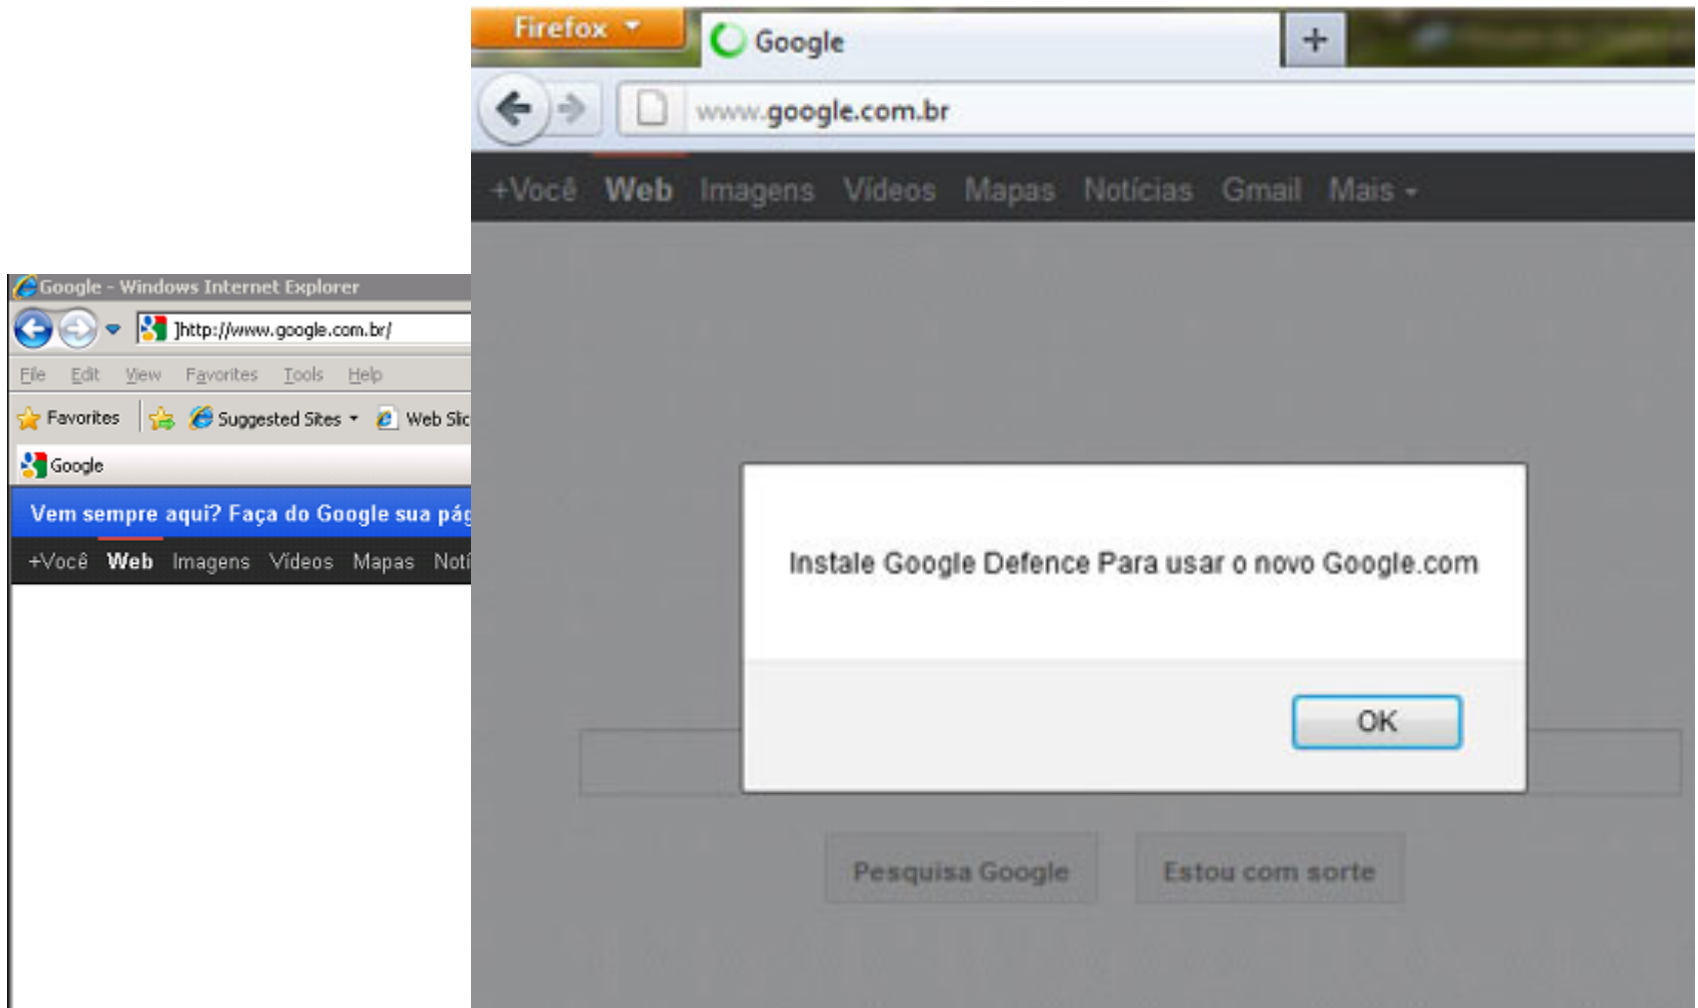 Google - Windows Internet Explorer
]http://www.google.com.br/
File Edit View Favorites Tools Help
Favorites Suggested Sites Web Slic
Google
Vem sempre aqui? Faça do Google sua pág
+Você Web Imagens Vídeos Mapas Notí
Firefox
Google
www.google.com.br
+Você Web Imagens Vídeos Mapas Notícias Gmail Mais
Instale Google Defence Para usar o novo Google.com
OK
Pesquisa Google Estou com sorte